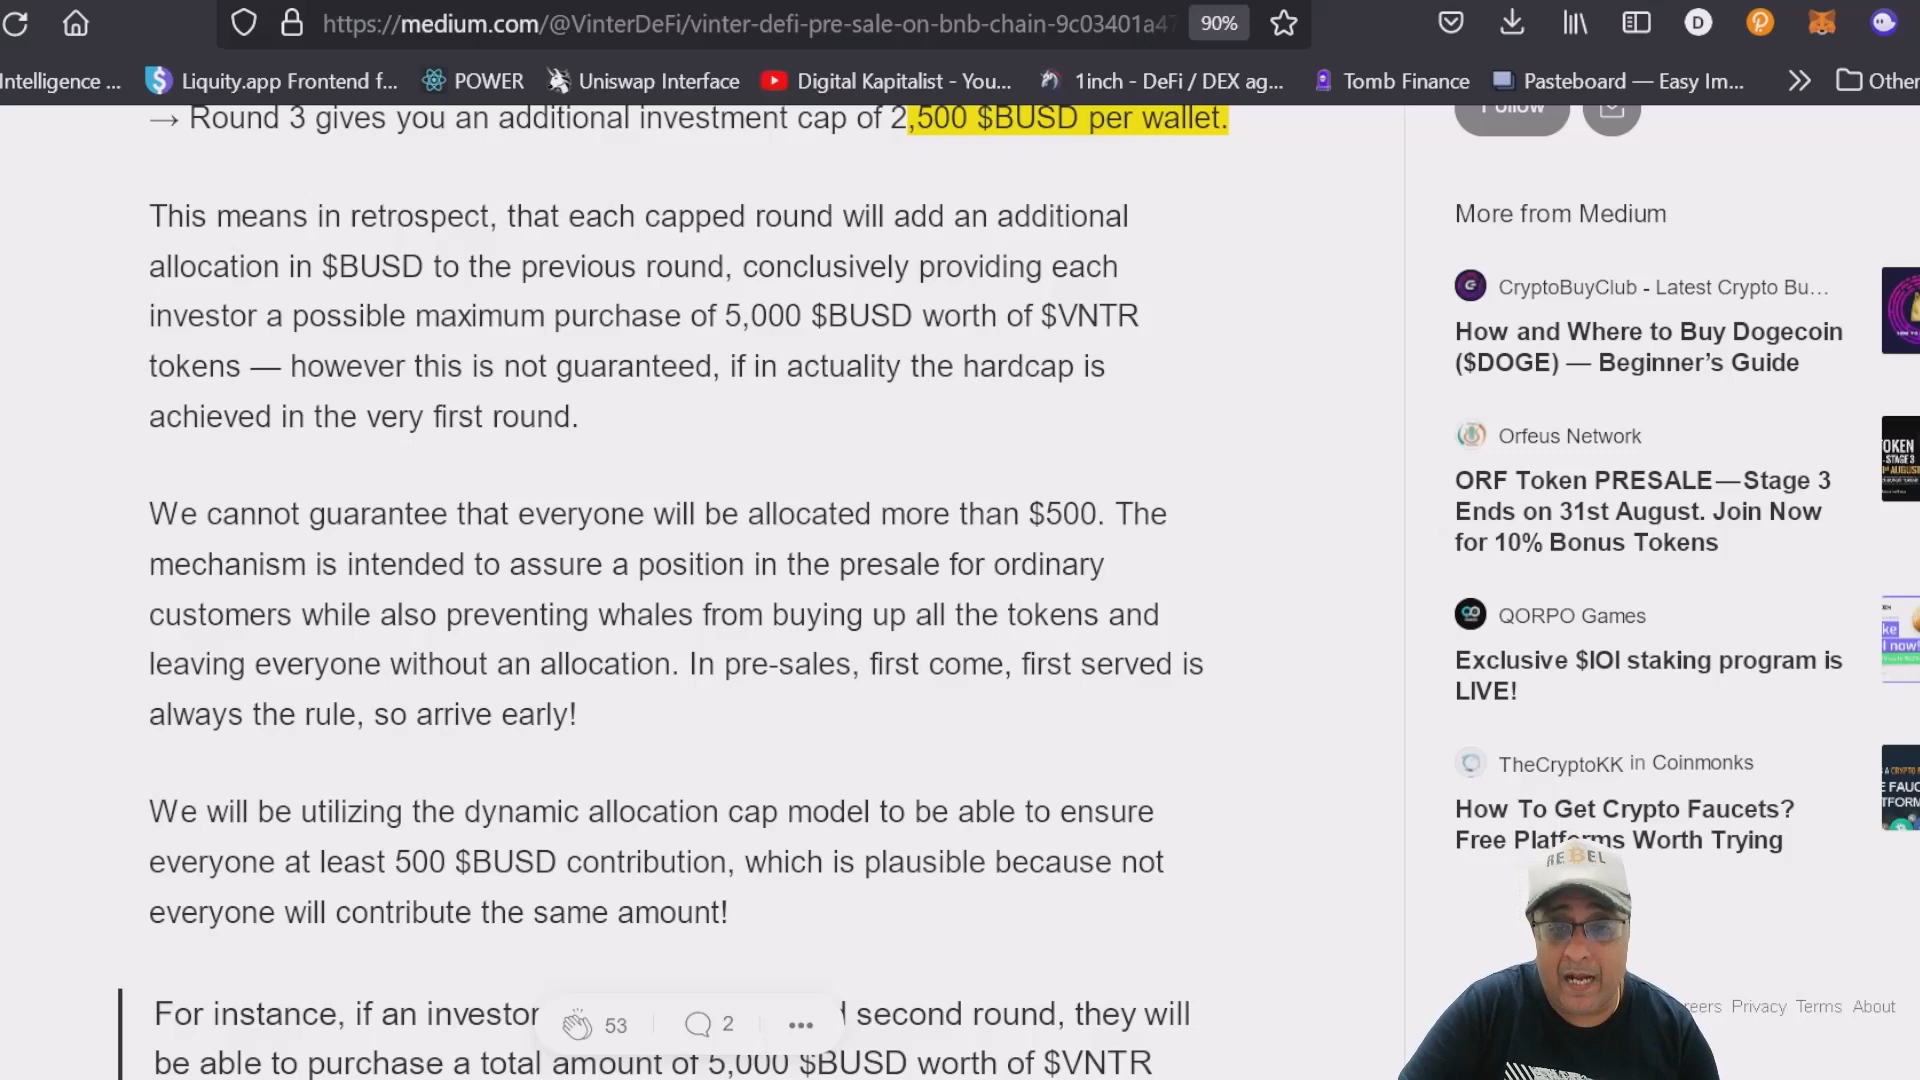 https://medium.com/@VinterDeFi/vinter-defi-pre-sale-on-bnb-chain-9c03401a47
90%
D
Intelligence ...
Liquity.app Frontend f...
POWER
Uniswap Interface
Digital Kapitalist - You...
1inch - DeFi / DEX ag...
Tomb Finance
Pasteboard — Easy Im...
Other
→ Round 3 gives you an additional investment cap of 2,500 $BUSD per wallet.
This means in retrospect, that each capped round will add an additional
allocation in $BUSD to the previous round, conclusively providing each
investor a possible maximum purchase of 5,000 $BUSD worth of $VNTR
tokens — however this is not guaranteed, if in actuality the hardcap is
achieved in the very first round.
We cannot guarantee that everyone will be allocated more than $500. The
mechanism is intended to assure a position in the presale for ordinary
customers while also preventing whales from buying up all the tokens and
leaving everyone without an allocation. In pre-sales, first come, first served is
always the rule, so arrive early!
We will be utilizing the dynamic allocation cap model to be able to ensure
everyone at least 500 $BUSD contribution, which is plausible because not
everyone will contribute the same amount!
For instance, if an investor
second round, they will
be able to purchase a total amount of 5,000 $BUSD worth of $VNTR
53
2
Follow
More from Medium
CryptoBuyClub - Latest Crypto Bu...
How and Where to Buy Dogecoin
($DOGE) — Beginner's Guide
Orfeus Network
ORF Token PRESALE—Stage 3
Ends on 31st August. Join Now
for 10% Bonus Tokens
QORPO Games
Exclusive $IOI staking program is
LIVE!
TheCryptoKK in Coinmonks
How To Get Crypto Faucets?
Free Platforms Worth Trying
REBEL
reers Privacy Terms About